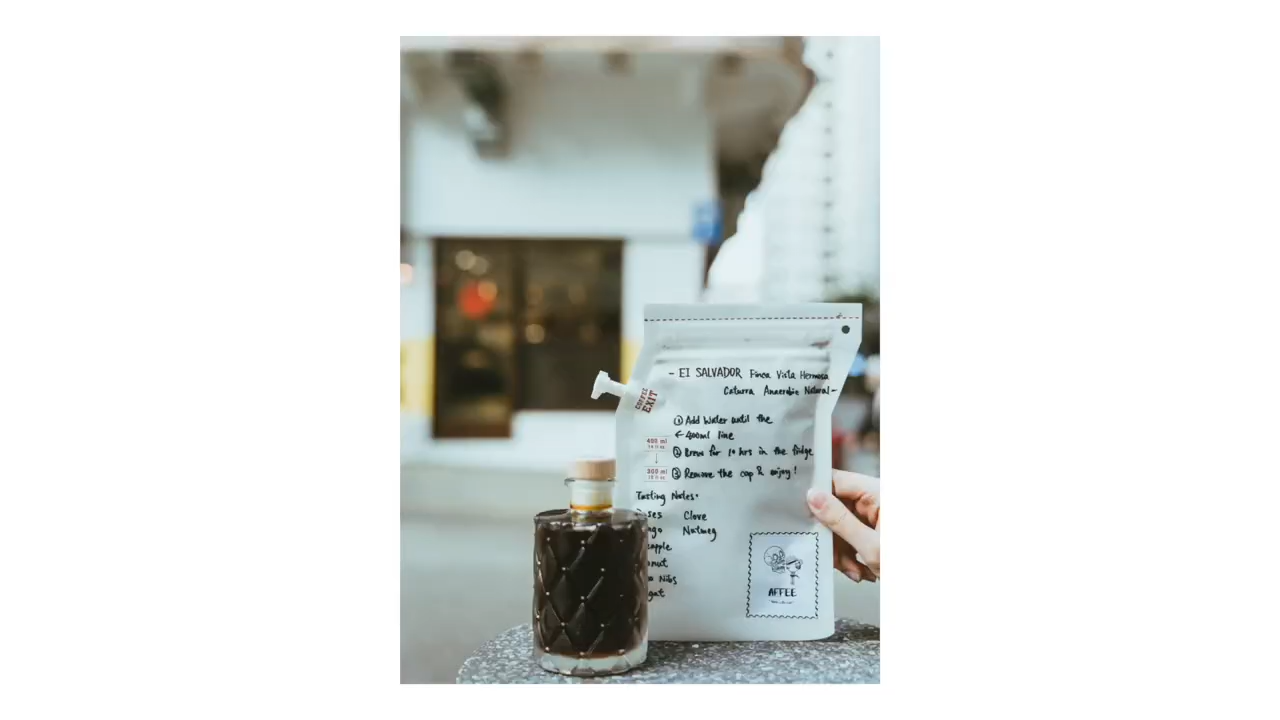 - El SALVADOR Finca Vista Hermosa
Caturra Anaerobic Natural -
COFFEE
EXIT
① Add Water until the
← 400ml line
400 ml
② Brew for 10 hrs in the fridge
300 ml
③ Remove the cap & enjoy!
Tasting Notes:
Clove
Nutmeg
Nibs
AFFEE